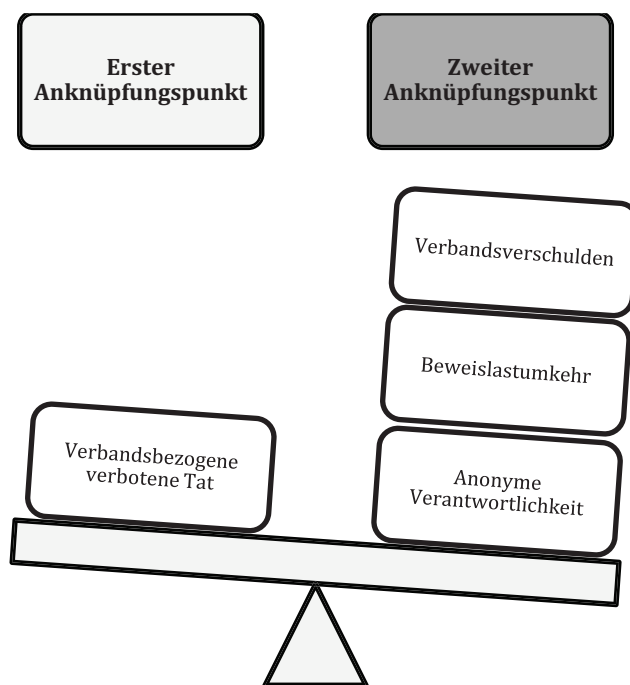 Erster
Anknüpfungspunkt
Zweiter
Anknüpfungspunkt
Verbandsverschulden
Beweislastumkehr
Verbandsbezogene
verbotene Tat
Anonyme
Verantwortlichkeit